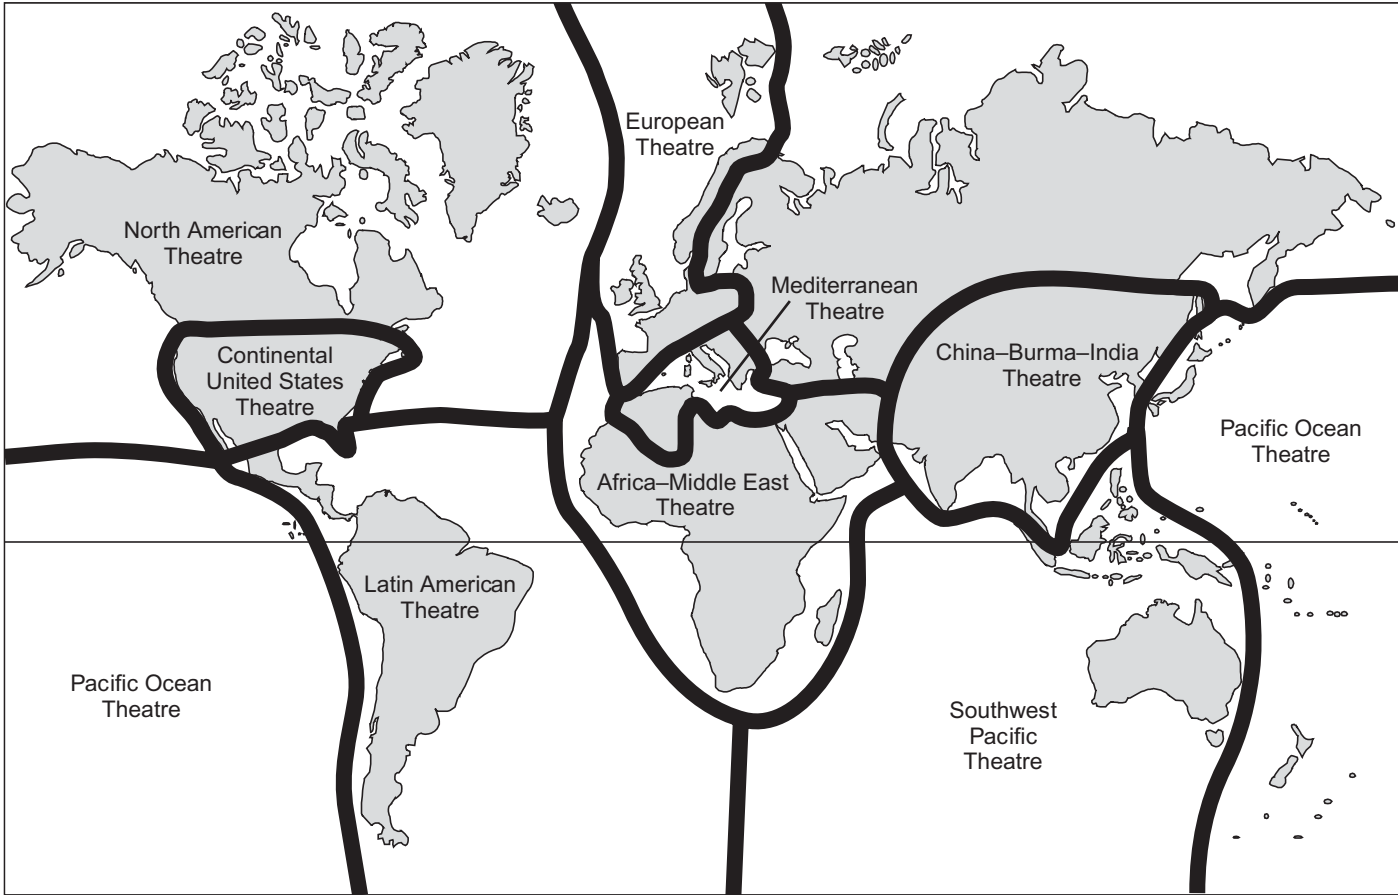 European
Theatre
North American
Theatre
Mediterranean
Theatre
Continental
United States
Theatre
China–Burma–India
Theatre
Pacific Ocean
Theatre
Africa–Middle East
Theatre
Latin American
Theatre
Pacific Ocean
Theatre
Southwest
Pacific
Theatre